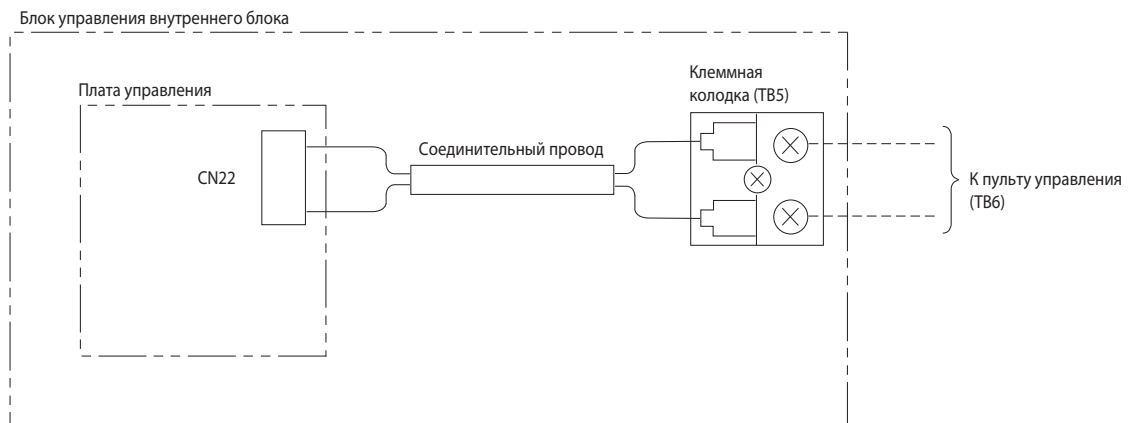 Блок управления внутреннего блока
Плата управления
CN22
Соединительный провод
Клеммная
колодка (TB5)
К пульту управления
(TB6)